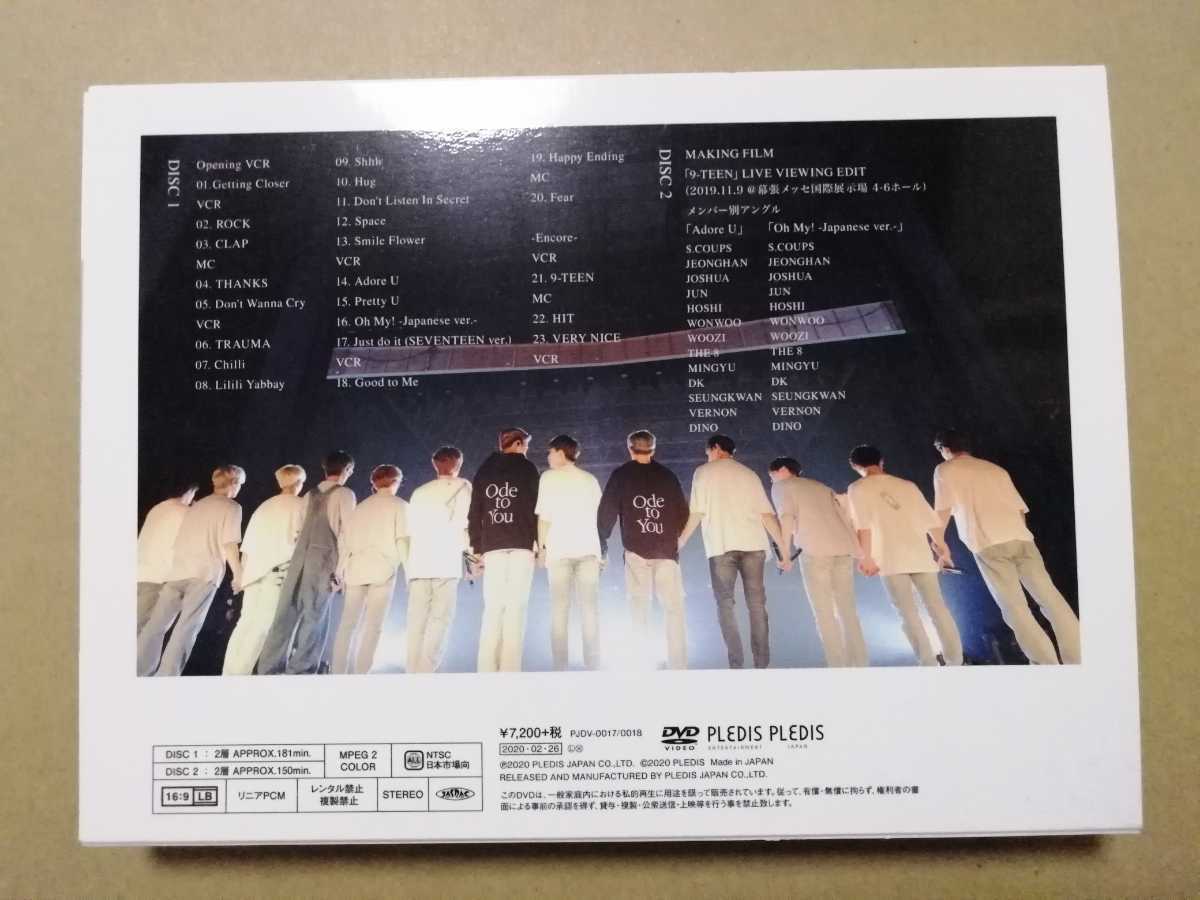 DISC 1
Opening VCR
01. Getting Closer
VCR
02. ROCK
03. CLAP
MC
04. THANKS
05. Don't Wanna Cry
VCR
06. TRAUMA
07. Chilli
08. Lilili Yabbay
09. Shhh
10. Hug
11. Don't Listen In Secret
12. Space
13. Smile Flower
VCR
14. Adore U
15. Pretty U
16. Oh My! -Japanese ver.-
17. Just do it (SEVENTEEN ver.)
VCR
18. Good to Me
19. Happy Ending
MC
20. Fear
-Encore-
VCR
21. 9-TEEN
MC
22. HIT
23. VERY NICE
VCR
DISC 2
MAKING FILM
「9-TEEN」LIVE VIEWING EDIT
(2019.11.9 @幕張メッセ国際展示場 4-6ホール)
メンバー別アングル
「Adore U」
S.COUPS
JEONGHAN
JOSHUA
JUN
HOSHI
WONWOO
WOOZI
THE 8
MINGYU
DK
SEUNGKWAN
VERNON
DINO
「Oh My! -Japanese ver.-」
S.COUPS
JEONGHAN
JOSHUA
JUN
HOSHI
WONWOO
WOOZI
THE 8
MINGYU
DK
SEUNGKWAN
VERNON
DINO
Ode
to
You
Ode
to
You
DISC 1 : 2層 APPROX.181min.
DISC 2 : 2層 APPROX.150min.
MPEG 2
COLOR
ALL
NTSC
日本市場向
16:9 LB
リニアPCM
レンタル禁止
複製禁止
STEREO
JASRAC
¥7,200+税 PJDV-0017/0018
2020・02・26
DVD
VIDEO
PLEDIS
ENTERTAINMENT
PLEDIS
JAPAN
℗2020 PLEDIS JAPAN CO.,LTD. ©2020 PLEDIS Made in JAPAN
RELEASED AND MANUFACTURED BY PLEDIS JAPAN CO.,LTD.
このDVDは、一般家庭内における私的再生に用途を限って販売されています。従って、有償・無償に拘らず、権利者の書
面による事前の承認を得ず、貸与・複製・公衆送信・上映等を行う事を禁止致します。